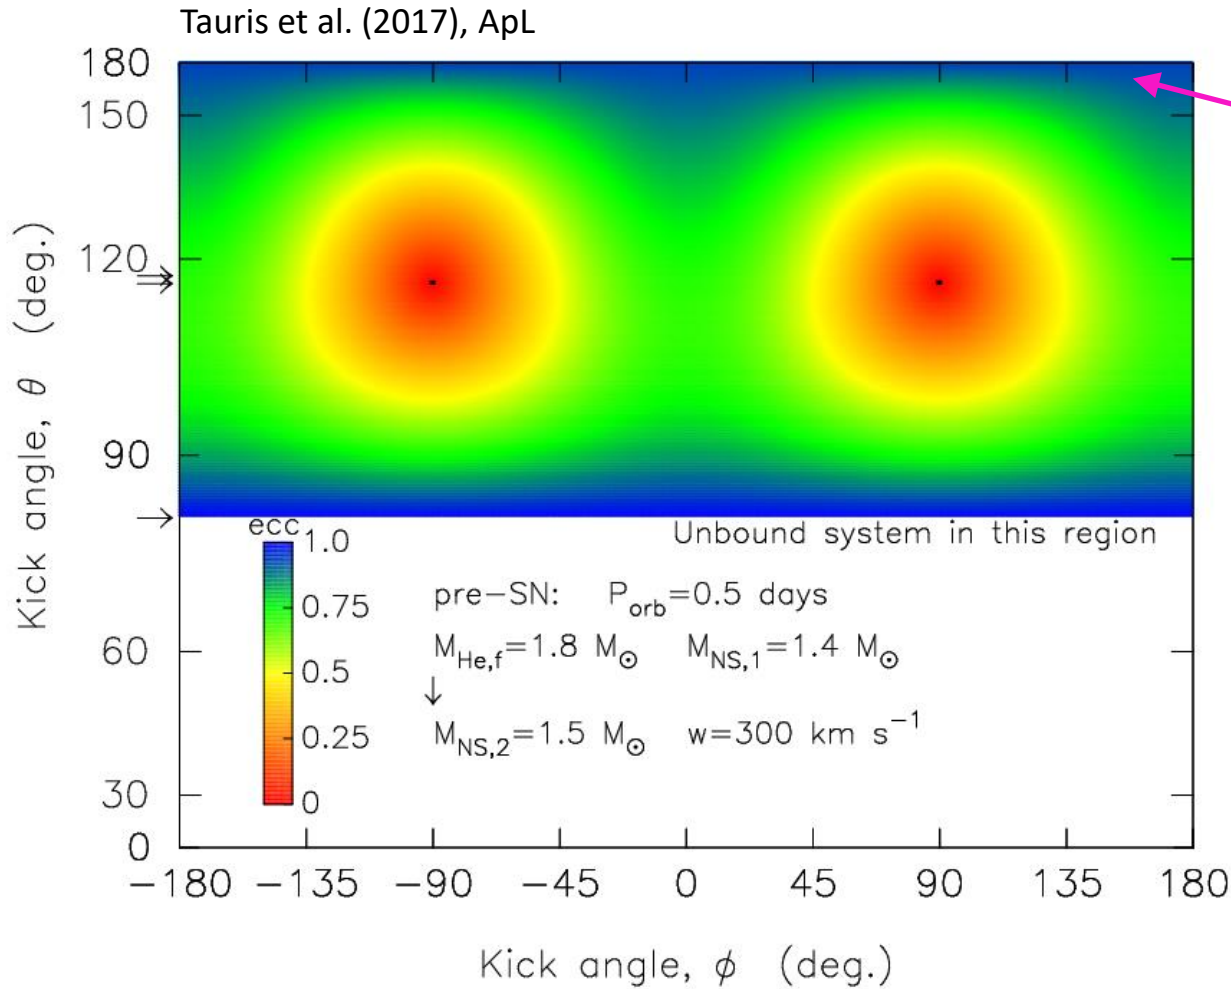 Tauris et al. (2017), ApL
180
150
120
90
60
30
0
Kick angle, θ (deg.)
ecc
1.0
0.75
0.5
0.25
0
Unbound system in this region
pre−SN: P_orb=0.5 days
M_He,f=1.8 M_⊙ M_NS,1=1.4 M_⊙
↓
M_NS,2=1.5 M_⊙ w=300 km s^−1
−180 −135 −90 −45 0 45 90 135 180
Kick angle, ϕ (deg.)